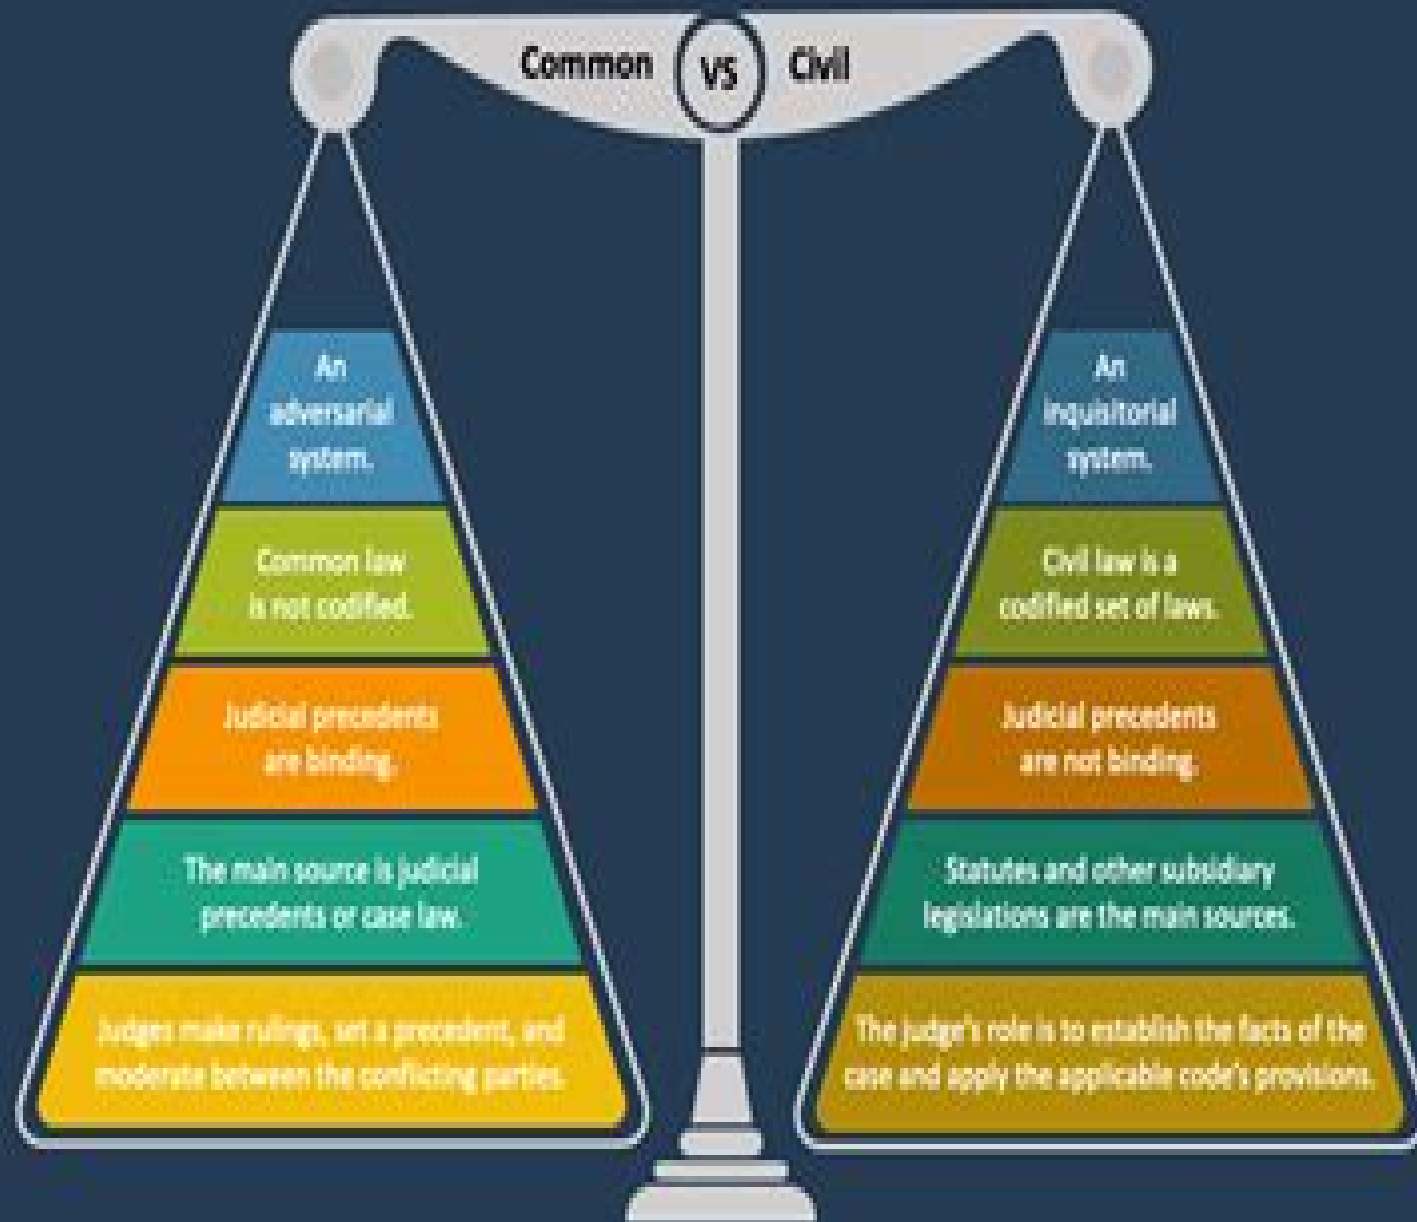 Common VS Civil
An
adversarial
system.
Common law
is not codified.
Judicial precedents
are binding.
The main source is judicial
precedents or case law.
Judges make rulings, set a precedent, and
moderate between the conflicting parties.
An
inquisitorial
system.
Civil law is a
codified set of laws.
Judicial precedents
are not binding.
Statutes and other subsidiary
legislations are the main sources.
The judge's role is to establish the facts of the
case and apply the applicable code's provisions.